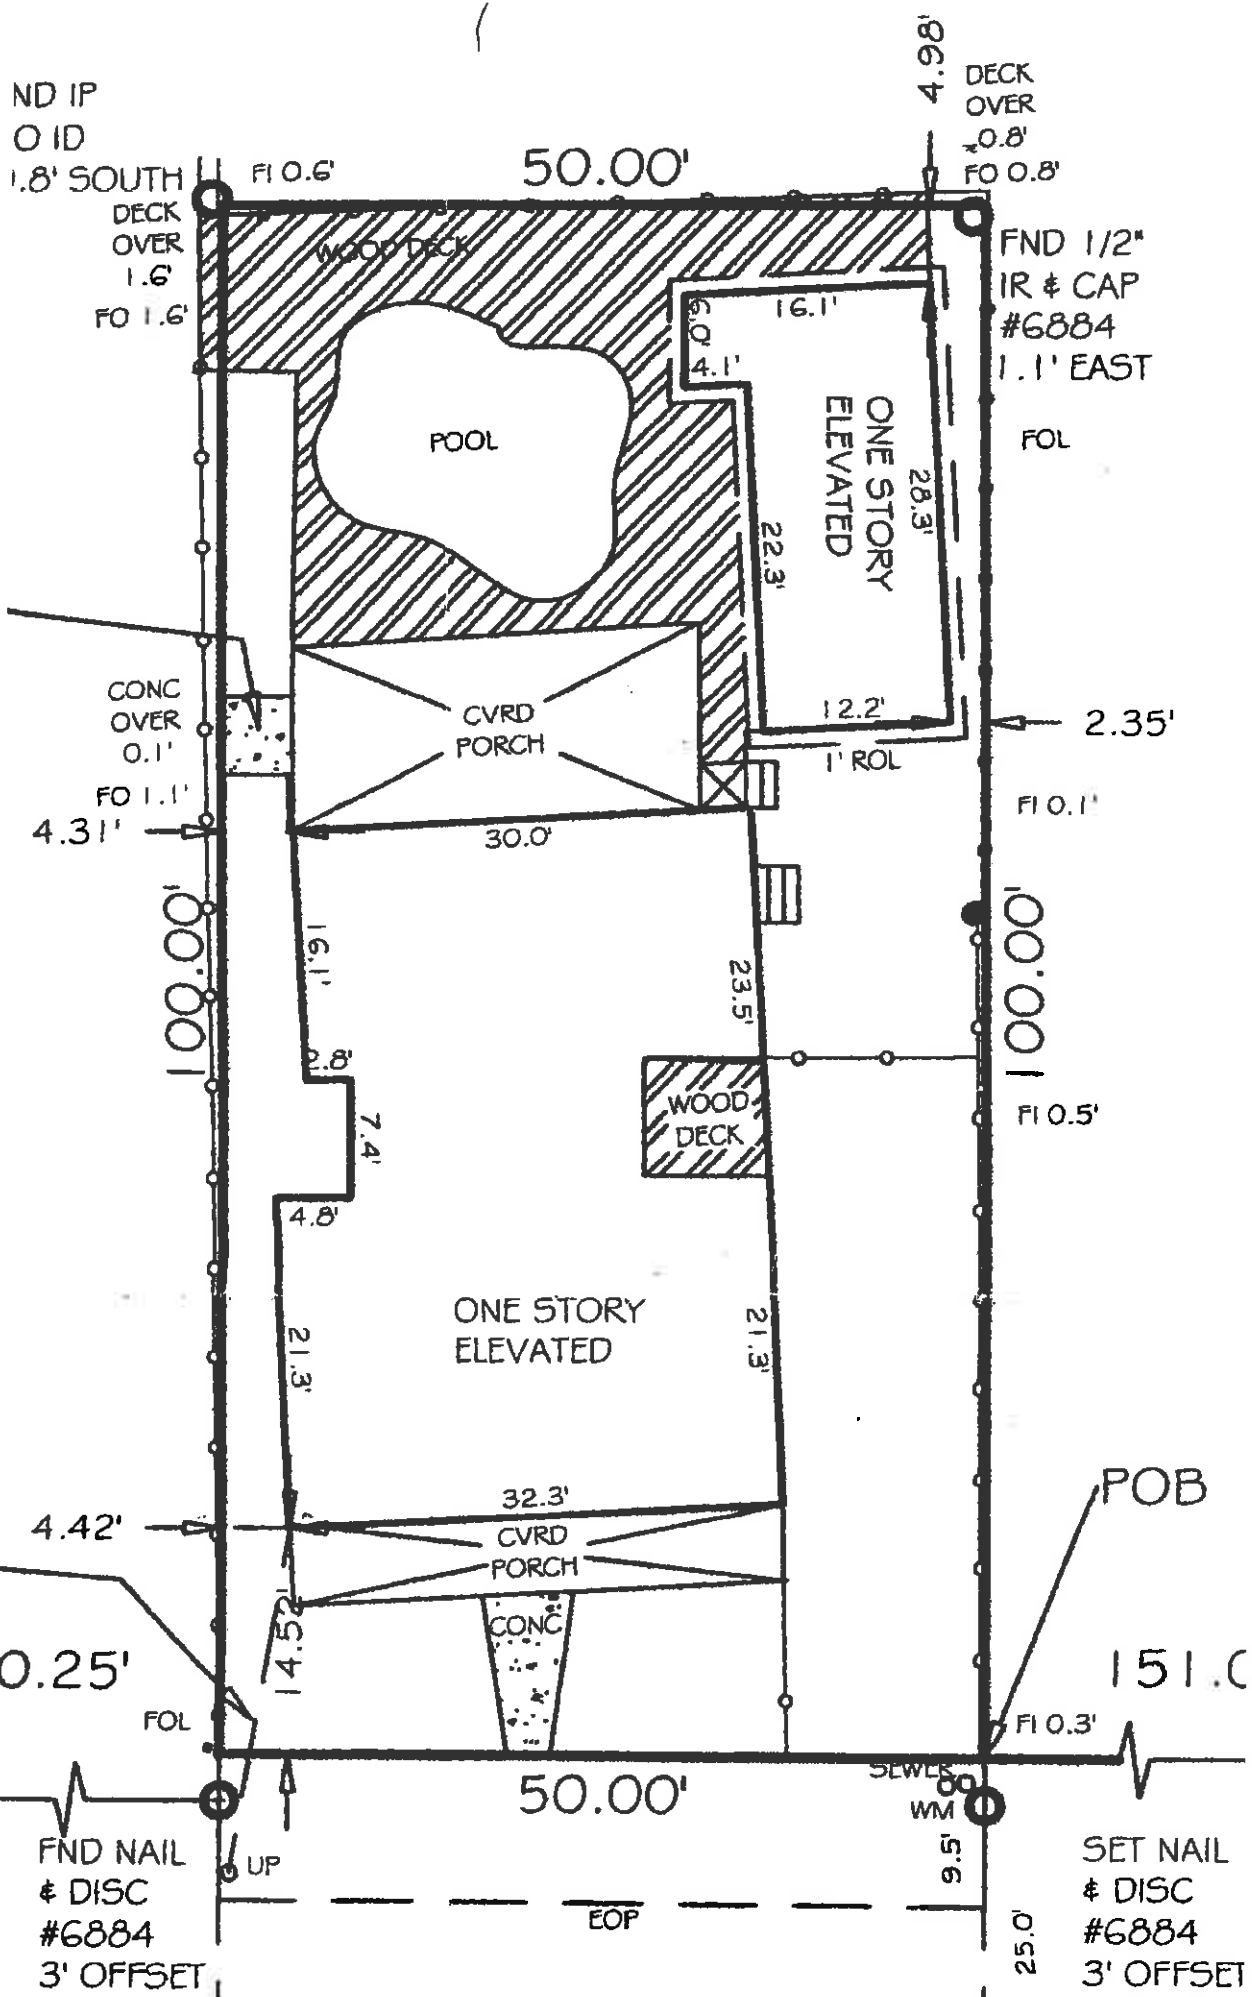 4.98'
DECK
OVER
0.8'
FO 0.8'
ND IP
O ID
1.8' SOUTH
FI 0.6'
50.00'
DECK
OVER
1.6'
FO 1.6'
WOOD DECK
FND 1/2"
IR & CAP
#6884
1.1' EAST
16.1'
6.0'
4.1'
POOL
ONE STORY
ELEVATED
28.3'
22.3'
FOL
CONC
OVER
0.1'
FO 1.1'
CVRD
PORCH
12.2'
1' ROL
2.35'
FI 0.1'
4.31'
30.0'
100.00'
16.1'
23.5'
100.00'
2.8'
7.4'
4.8'
WOOD
DECK
FI 0.5'
ONE STORY
ELEVATED
21.3'
21.3'
POB
32.3'
4.42'
CVRD
PORCH
14.52'
CONC
0.25'
151.0
FOL
FI 0.3'
50.00'
SEWER
WM
9.5'
FND NAIL
& DISC
#6884
3' OFFSET
UP
EOP
25.0'
SET NAIL
& DISC
#6884
3' OFFSET